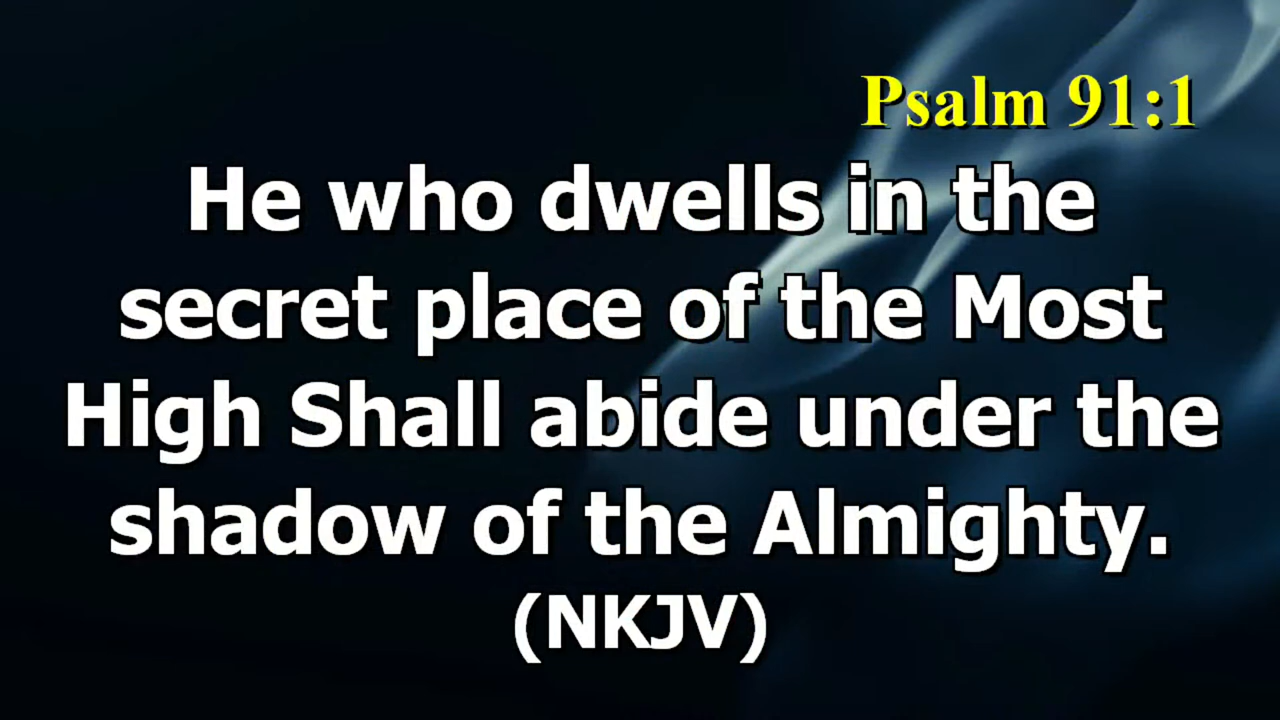 Psalm 91:1
He who dwells in the
secret place of the Most
High Shall abide under the
shadow of the Almighty.
(NKJV)